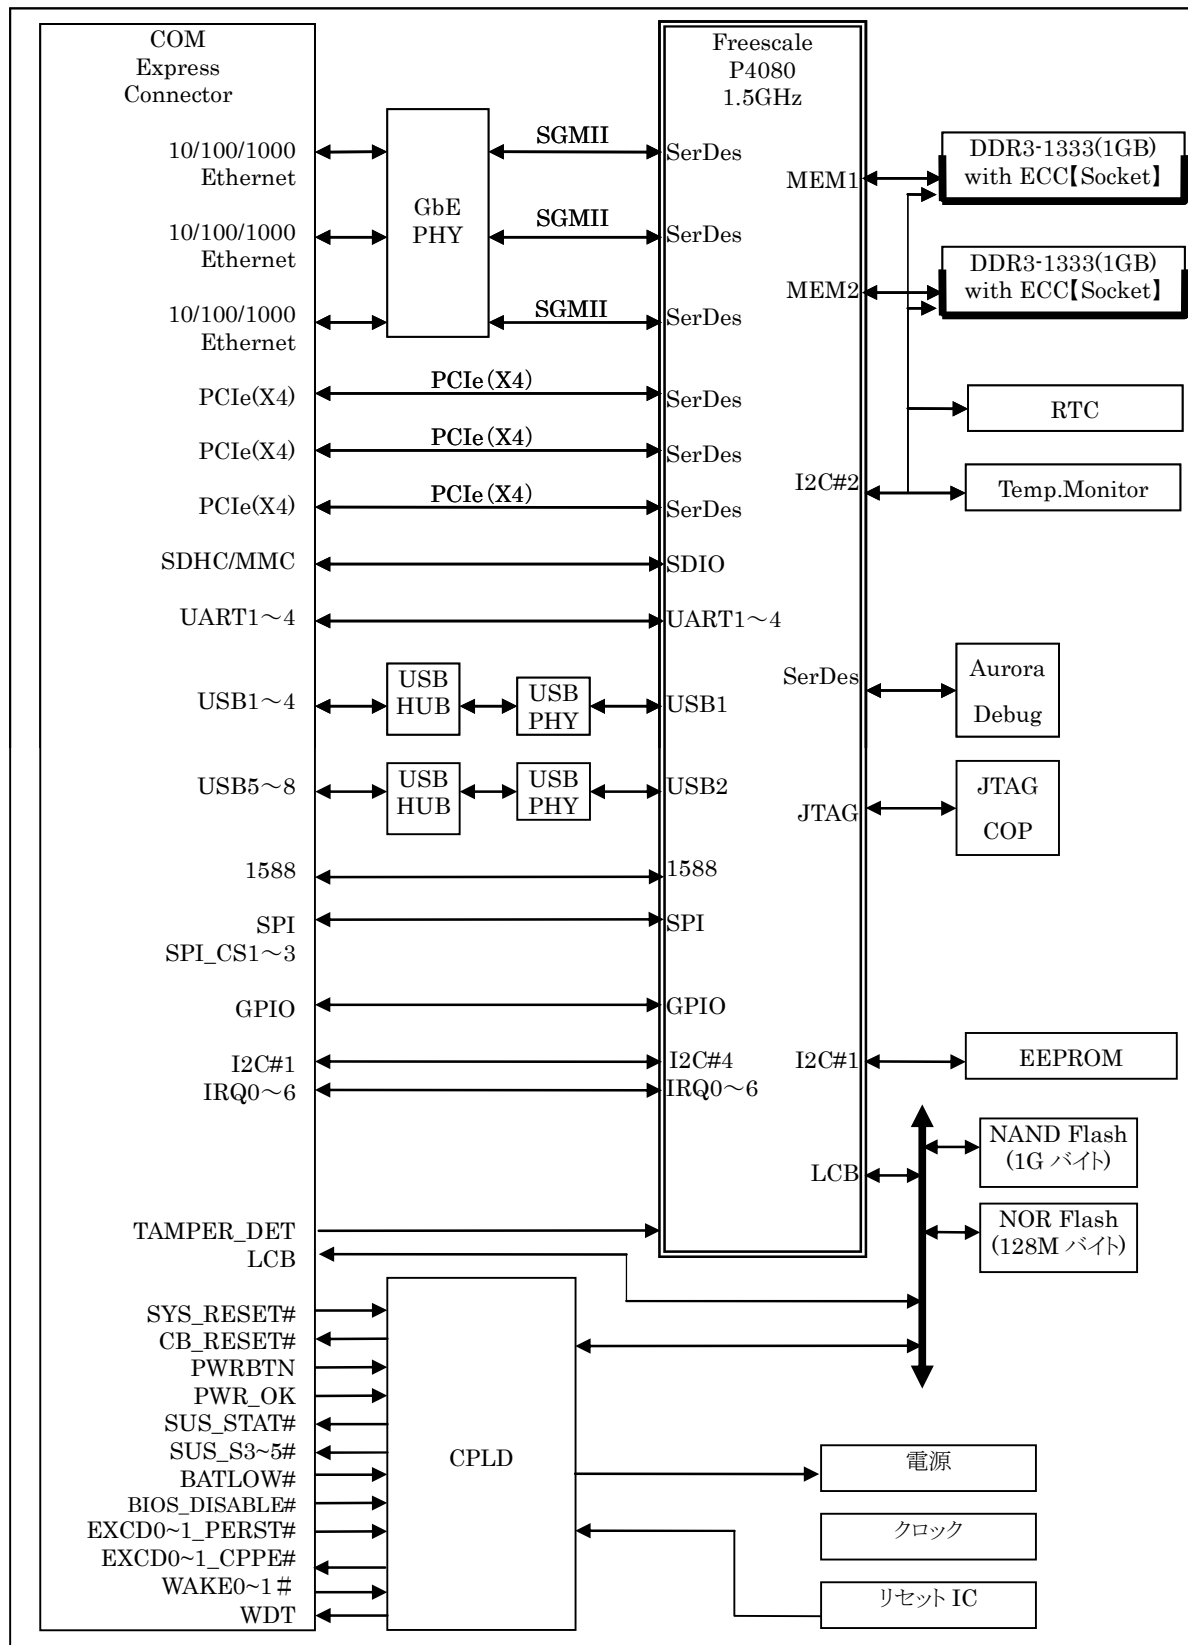 COM
Express
Connector
Freescale
P4080
1.5GHz
10/100/1000
Ethernet
GbE
PHY
SGMII
SerDes
MEM1
DDR3-1333(1GB)
with ECC【Socket】
10/100/1000
Ethernet
SGMII
SerDes
MEM2
DDR3-1333(1GB)
with ECC【Socket】
10/100/1000
Ethernet
SGMII
SerDes
PCIe(X4)
PCIe(X4)
SerDes
RTC
PCIe(X4)
PCIe(X4)
SerDes
I2C#2
Temp.Monitor
PCIe(X4)
PCIe(X4)
SerDes
SDHC/MMC
SDIO
UART1～4
UART1～4
SerDes
Aurora
Debug
USB1～4
USB
HUB
USB
PHY
USB1
USB5～8
USB
HUB
USB
PHY
USB2
JTAG
JTAG
COP
1588
1588
SPI
SPI_CS1～3
SPI
GPIO
GPIO
I2C#1
I2C#4
I2C#1
EEPROM
IRQ0～6
IRQ0～6
NAND Flash
(1G バイト)
LCB
NOR Flash
(128M バイト)
TAMPER_DET
LCB
SYS_RESET#
CB_RESET#
PWRBTN
PWR_OK
SUS_STAT#
SUS_S3~5#
BATLOW#
BIOS_DISABLE#
EXCD0~1_PERST#
EXCD0~1_CPPE#
WAKE0~1＃
WDT
CPLD
電源
クロック
リセット IC